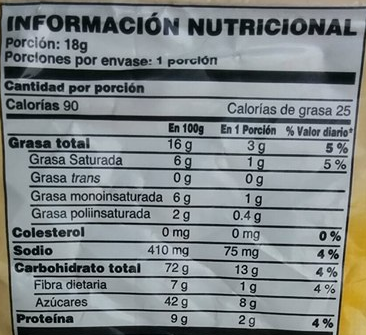 INFORMACIÓN NUTRICIONAL
Porción: 18g
Porciones por envase: 1 porción
Cantidad por porción
Calorías 90 Calorías de grasa 25
En 100g En 1 Porción % Valor diario*
Grasa total 16 g 3 g 5 %
Grasa Saturada 6 g 1 g 5 %
Grasa trans 0 g 0 g
Grasa monoinsaturada 6 g 1 g
Grasa poliinsaturada 2 g 0.4 g
Colesterol 0 mg 0 mg 0 %
Sodio 410 mg 75 mg 4 %
Carbohidrato total 72 g 13 g 4 %
Fibra dietaria 7 g 1 g 4 %
Azúcares 42 g 8 g
Proteína 9 g 2 g 4 %